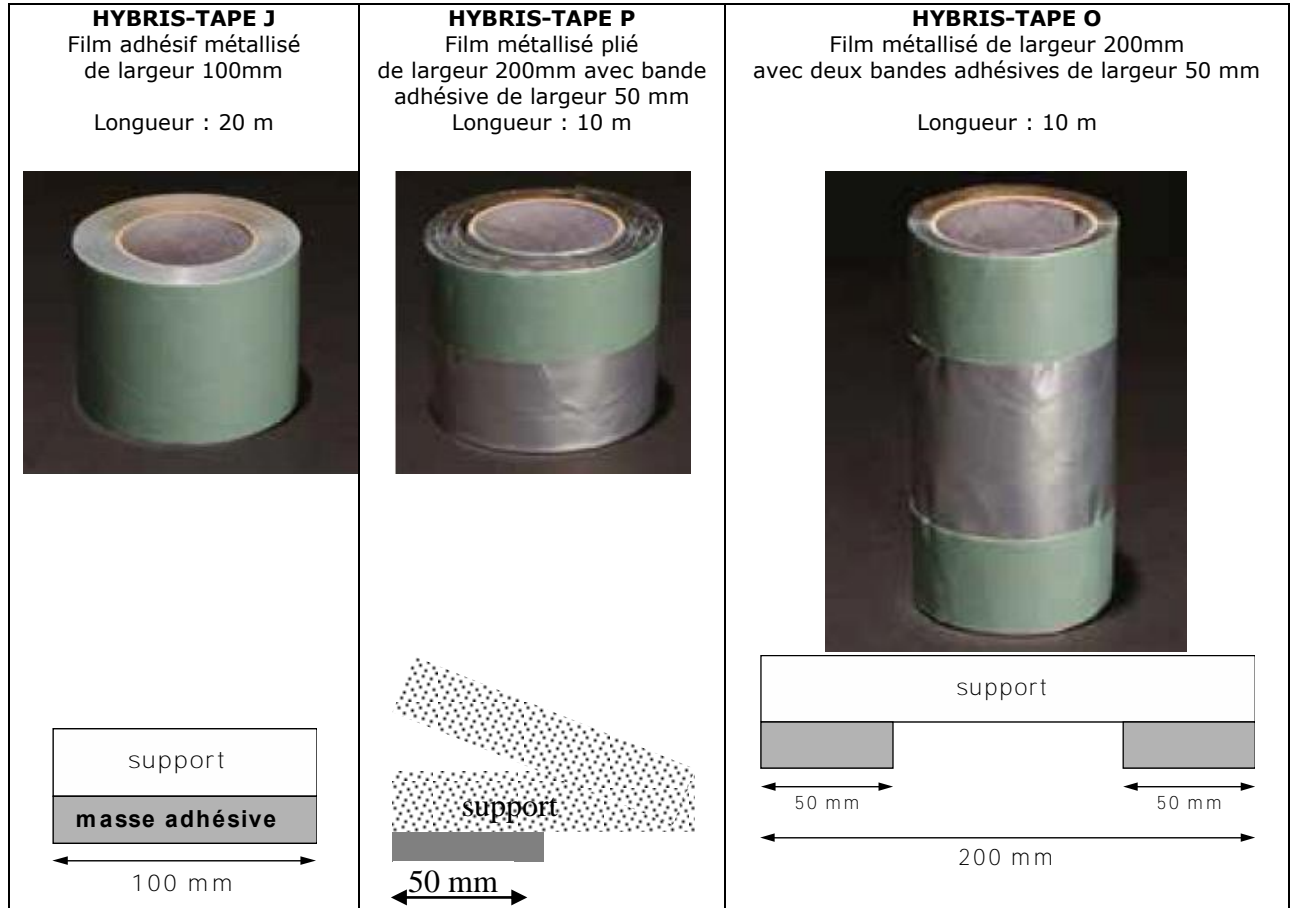 HYBRIS-TAPE J
Film adhésif métallisé
de largeur 100mm
Longueur : 20 m
support
masse adhésive
100 mm
HYBRIS-TAPE P
Film métallisé plié
de largeur 200mm avec bande
adhésive de largeur 50 mm
Longueur : 10 m
support
50 mm
HYBRIS-TAPE O
Film métallisé de largeur 200mm
avec deux bandes adhésives de largeur 50 mm
Longueur : 10 m
support
50 mm
50 mm
200 mm